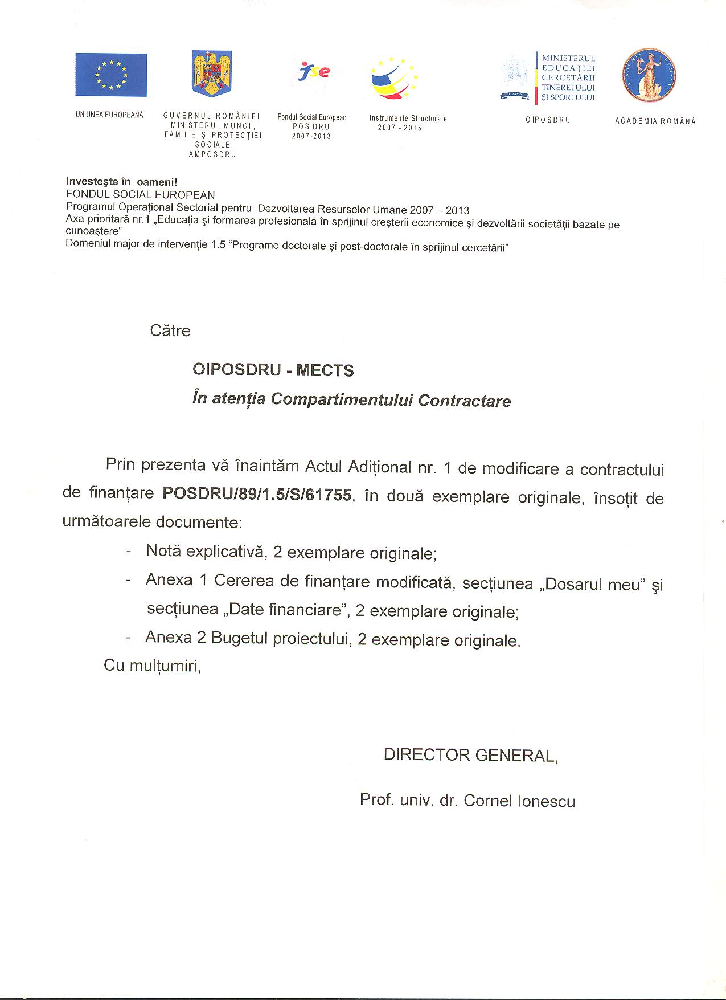 UNIUNEA EUROPEANĂ
GUVERNUL ROMÂNIEI
MINISTERUL MUNCII,
FAMILIEI ŞI PROTECŢIEI
SOCIALE
AMPOSDRU
fse
Fondul Social European
POS DRU
2007-2013
Instrumente Structurale
2007 - 2013
ROMANIA
MINISTERUL
EDUCAŢIEI
CERCETĂRII
TINERETULUI
ŞI SPORTULUI
OIPOSDRU
ACADEMIA ROMANA
ACADEMIA ROMÂNĂ
Investeşte în oameni!
FONDUL SOCIAL EUROPEAN
Programul Operaţional Sectorial pentru Dezvoltarea Resurselor Umane 2007 – 2013
Axa prioritară nr.1 „Educaţia şi formarea profesională în sprijinul creşterii economice şi dezvoltării societăţii bazate pe
cunoaştere”
Domeniul major de intervenţie 1.5 “Programe doctorale şi post-doctorale în sprijinul cercetării”
Către
OIPOSDRU - MECTS
În atenţia Compartimentului Contractare
Prin prezenta vă înaintăm Actul Adiţional nr. 1 de modificare a contractului
de finanţare POSDRU/89/1.5/S/61755, în două exemplare originale, însoţit de
următoarele documente:
- Notă explicativă, 2 exemplare originale;
- Anexa 1 Cererea de finanţare modificată, secţiunea „Dosarul meu” şi
secţiunea „Date financiare”, 2 exemplare originale;
- Anexa 2 Bugetul proiectului, 2 exemplare originale.
Cu mulţumiri,
DIRECTOR GENERAL,
Prof. univ. dr. Cornel Ionescu